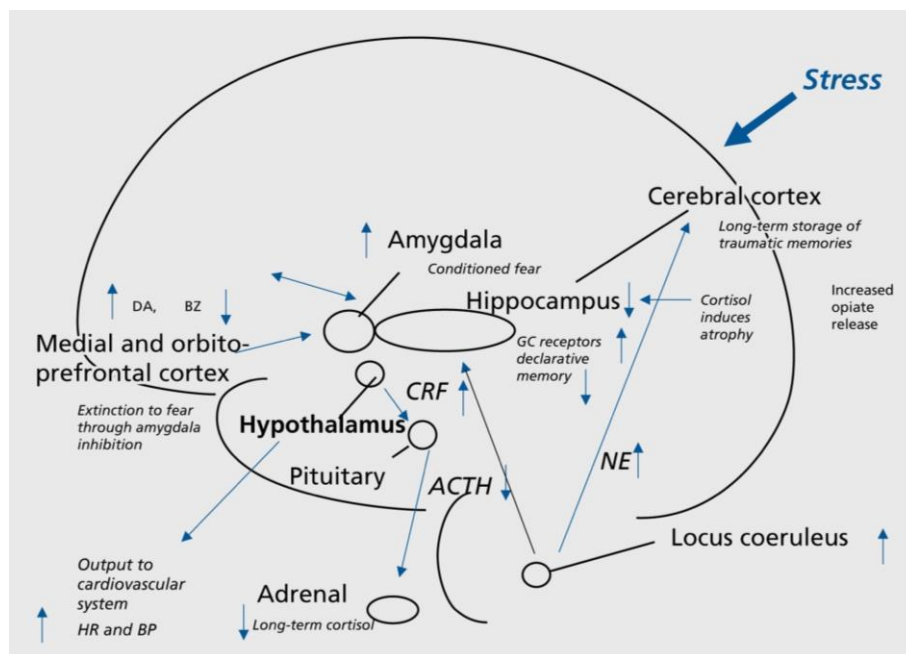 Stress
Cerebral cortex
Long-term storage of
traumatic memories
Amygdala
Conditioned fear
DA, BZ
Medial and orbito-
prefrontal cortex
Extinction to fear
through amygdala
inhibition
Hippocampus
Cortisol
induces
atrophy
Increased
opiate
release
GC receptors
declarative
memory
CRF
Hypothalamus
Pituitary
ACTH
NE
Locus coeruleus
Output to
cardiovascular
system
HR and BP
Adrenal
Long-term cortisol